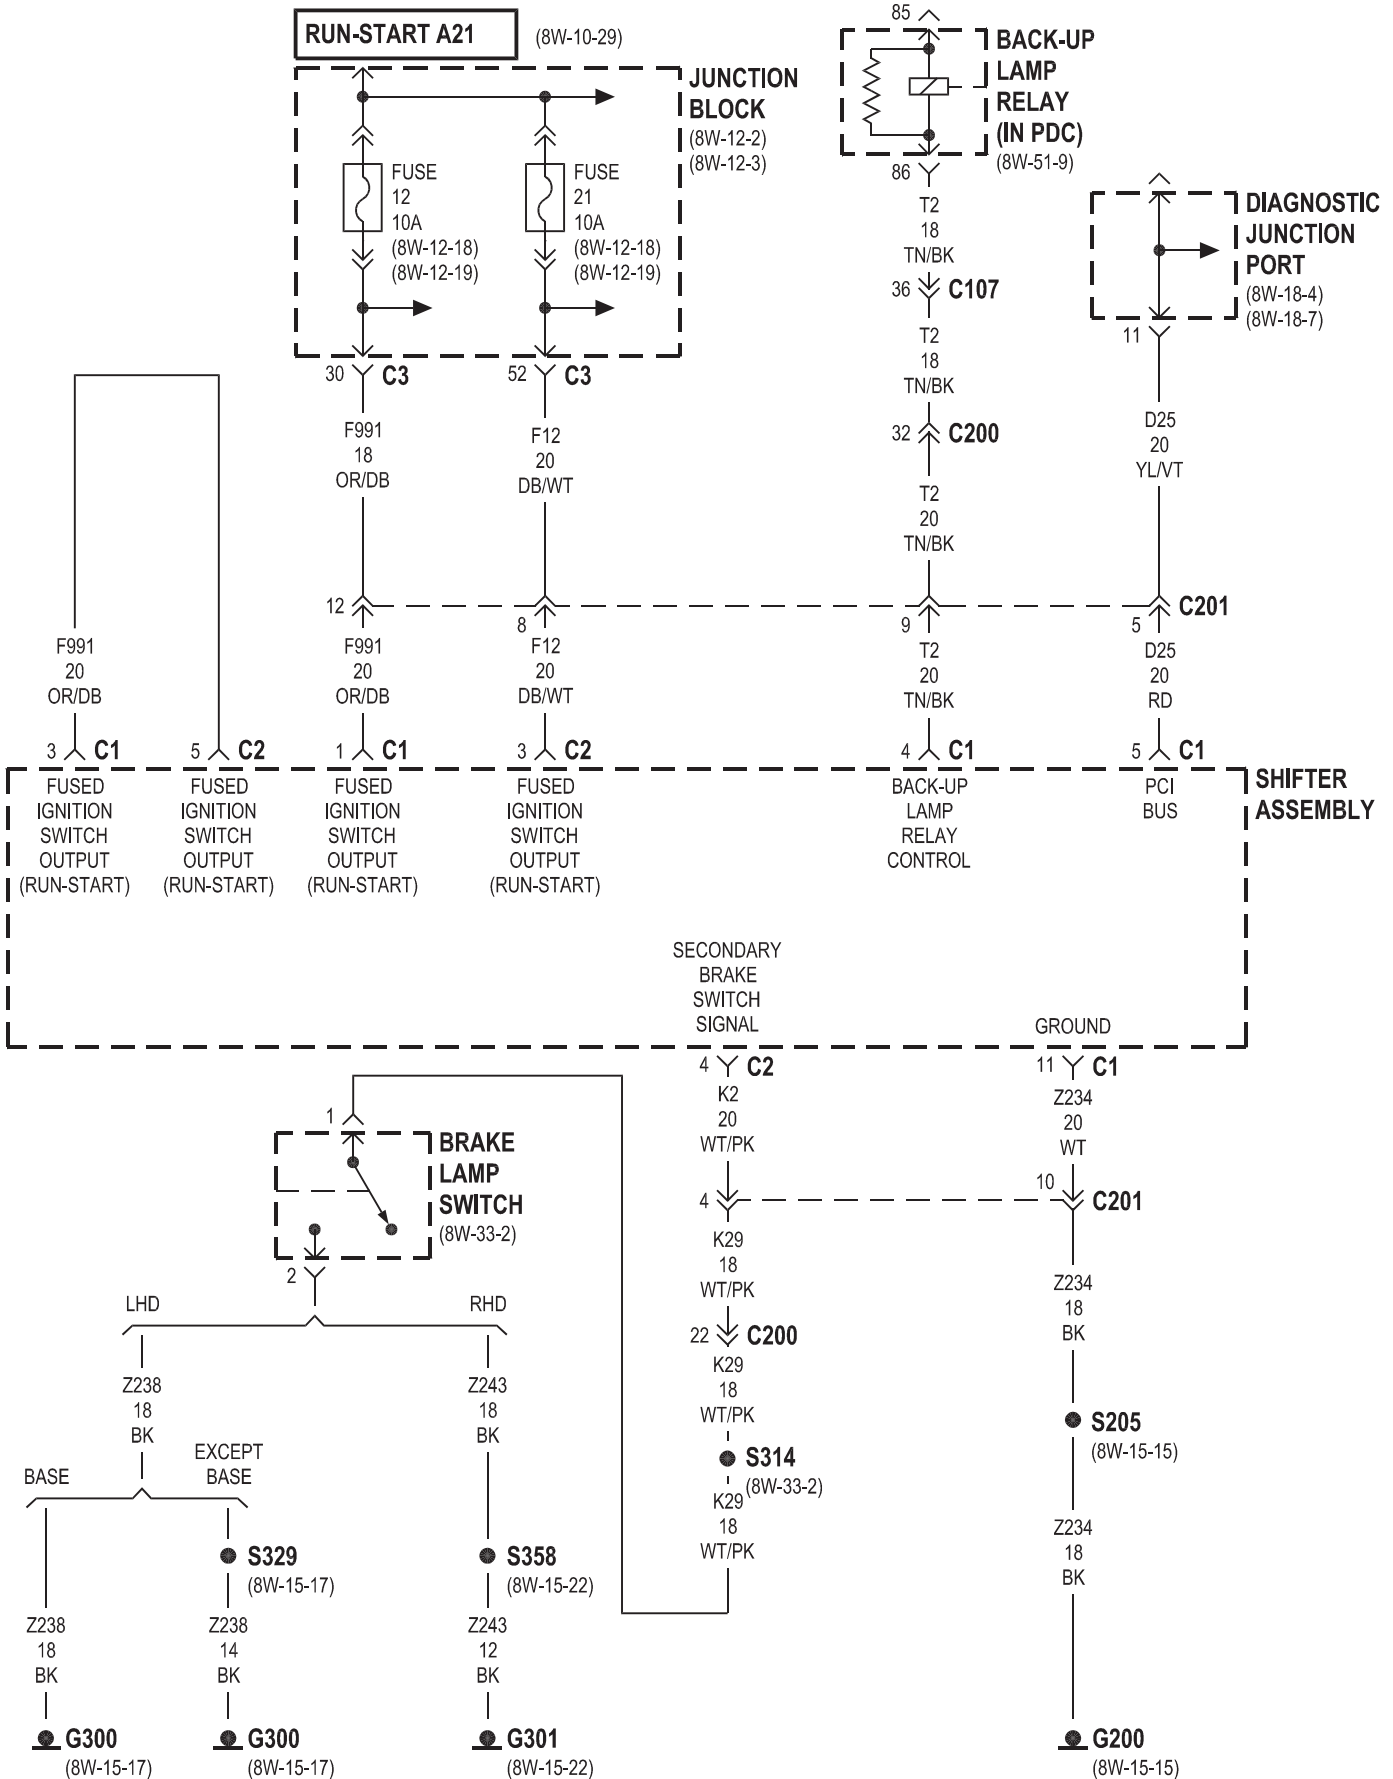 85
RUN-START A21
(8W-10-29)
BACK-UP
LAMP
RELAY
(IN PDC)
(8W-51-9)
JUNCTION
BLOCK
(8W-12-2)
(8W-12-3)
FUSE
12
10A
(8W-12-18)
(8W-12-19)
FUSE
21
10A
(8W-12-18)
(8W-12-19)
86
T2
18
TN/BK
DIAGNOSTIC
JUNCTION
PORT
(8W-18-4)
(8W-18-7)
36
C107
11
T2
18
TN/BK
30
C3
52
C3
F991
18
OR/DB
F12
20
DB/WT
32
C200
D25
20
YL/VT
T2
20
TN/BK
12
8
9
5
C201
F991
20
OR/DB
F991
20
OR/DB
F12
20
DB/WT
T2
20
TN/BK
D25
20
RD
3
C1
5
C2
1
C1
3
C2
4
C1
5
C1
FUSED
IGNITION
SWITCH
OUTPUT
(RUN-START)
FUSED
IGNITION
SWITCH
OUTPUT
(RUN-START)
FUSED
IGNITION
SWITCH
OUTPUT
(RUN-START)
FUSED
IGNITION
SWITCH
OUTPUT
(RUN-START)
BACK-UP
LAMP
RELAY
CONTROL
PCI
BUS
SHIFTER
ASSEMBLY
SECONDARY
BRAKE
SWITCH
SIGNAL
GROUND
4
C2
11
C1
K2
20
WT/PK
Z234
20
WT
1
BRAKE
LAMP
SWITCH
(8W-33-2)
4
10
C201
K29
18
WT/PK
2
Z234
18
BK
LHD
RHD
22
C200
K29
18
WT/PK
Z238
18
BK
Z243
18
BK
S205
(8W-15-15)
BASE
EXCEPT
BASE
S314
(8W-33-2)
K29
18
WT/PK
Z234
18
BK
S329
(8W-15-17)
S358
(8W-15-22)
Z238
18
BK
Z238
14
BK
Z243
12
BK
G300
(8W-15-17)
G300
(8W-15-17)
G301
(8W-15-22)
G200
(8W-15-15)